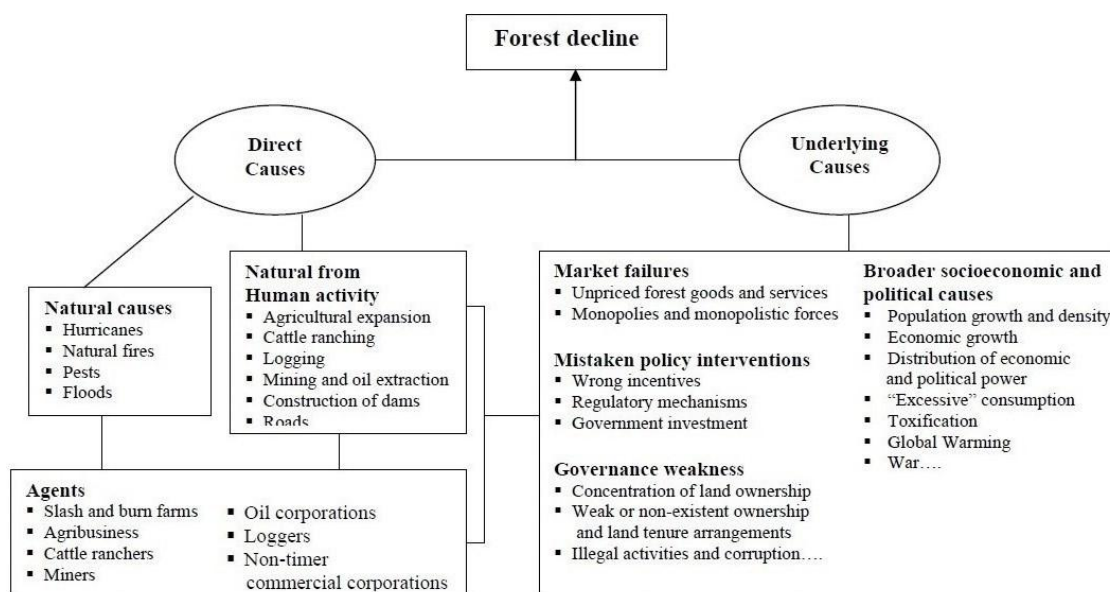 Forest decline
Direct
Causes
Underlying
Causes
Natural causes
▪ Hurricanes
▪ Natural fires
▪ Pests
▪ Floods
Natural from
Human activity
▪ Agricultural expansion
▪ Cattle ranching
▪ Logging
▪ Mining and oil extraction
▪ Construction of dams
▪ Roads
Market failures
▪ Unpriced forest goods and services
▪ Monopolies and monopolistic forces
Mistaken policy interventions
▪ Wrong incentives
▪ Regulatory mechanisms
▪ Government investment
Governance weakness
▪ Concentration of land ownership
▪ Weak or non-existent ownership
and land tenure arrangements
▪ Illegal activities and corruption….
Broader socioeconomic and
political causes
▪ Population growth and density
▪ Economic growth
▪ Distribution of economic
and political power
▪ “Excessive” consumption
▪ Toxification
▪ Global Warming
▪ War….
Agents
▪ Slash and burn farms
▪ Agribusiness
▪ Cattle ranchers
▪ Miners
▪ Oil corporations
▪ Loggers
▪ Non-timer
commercial corporations